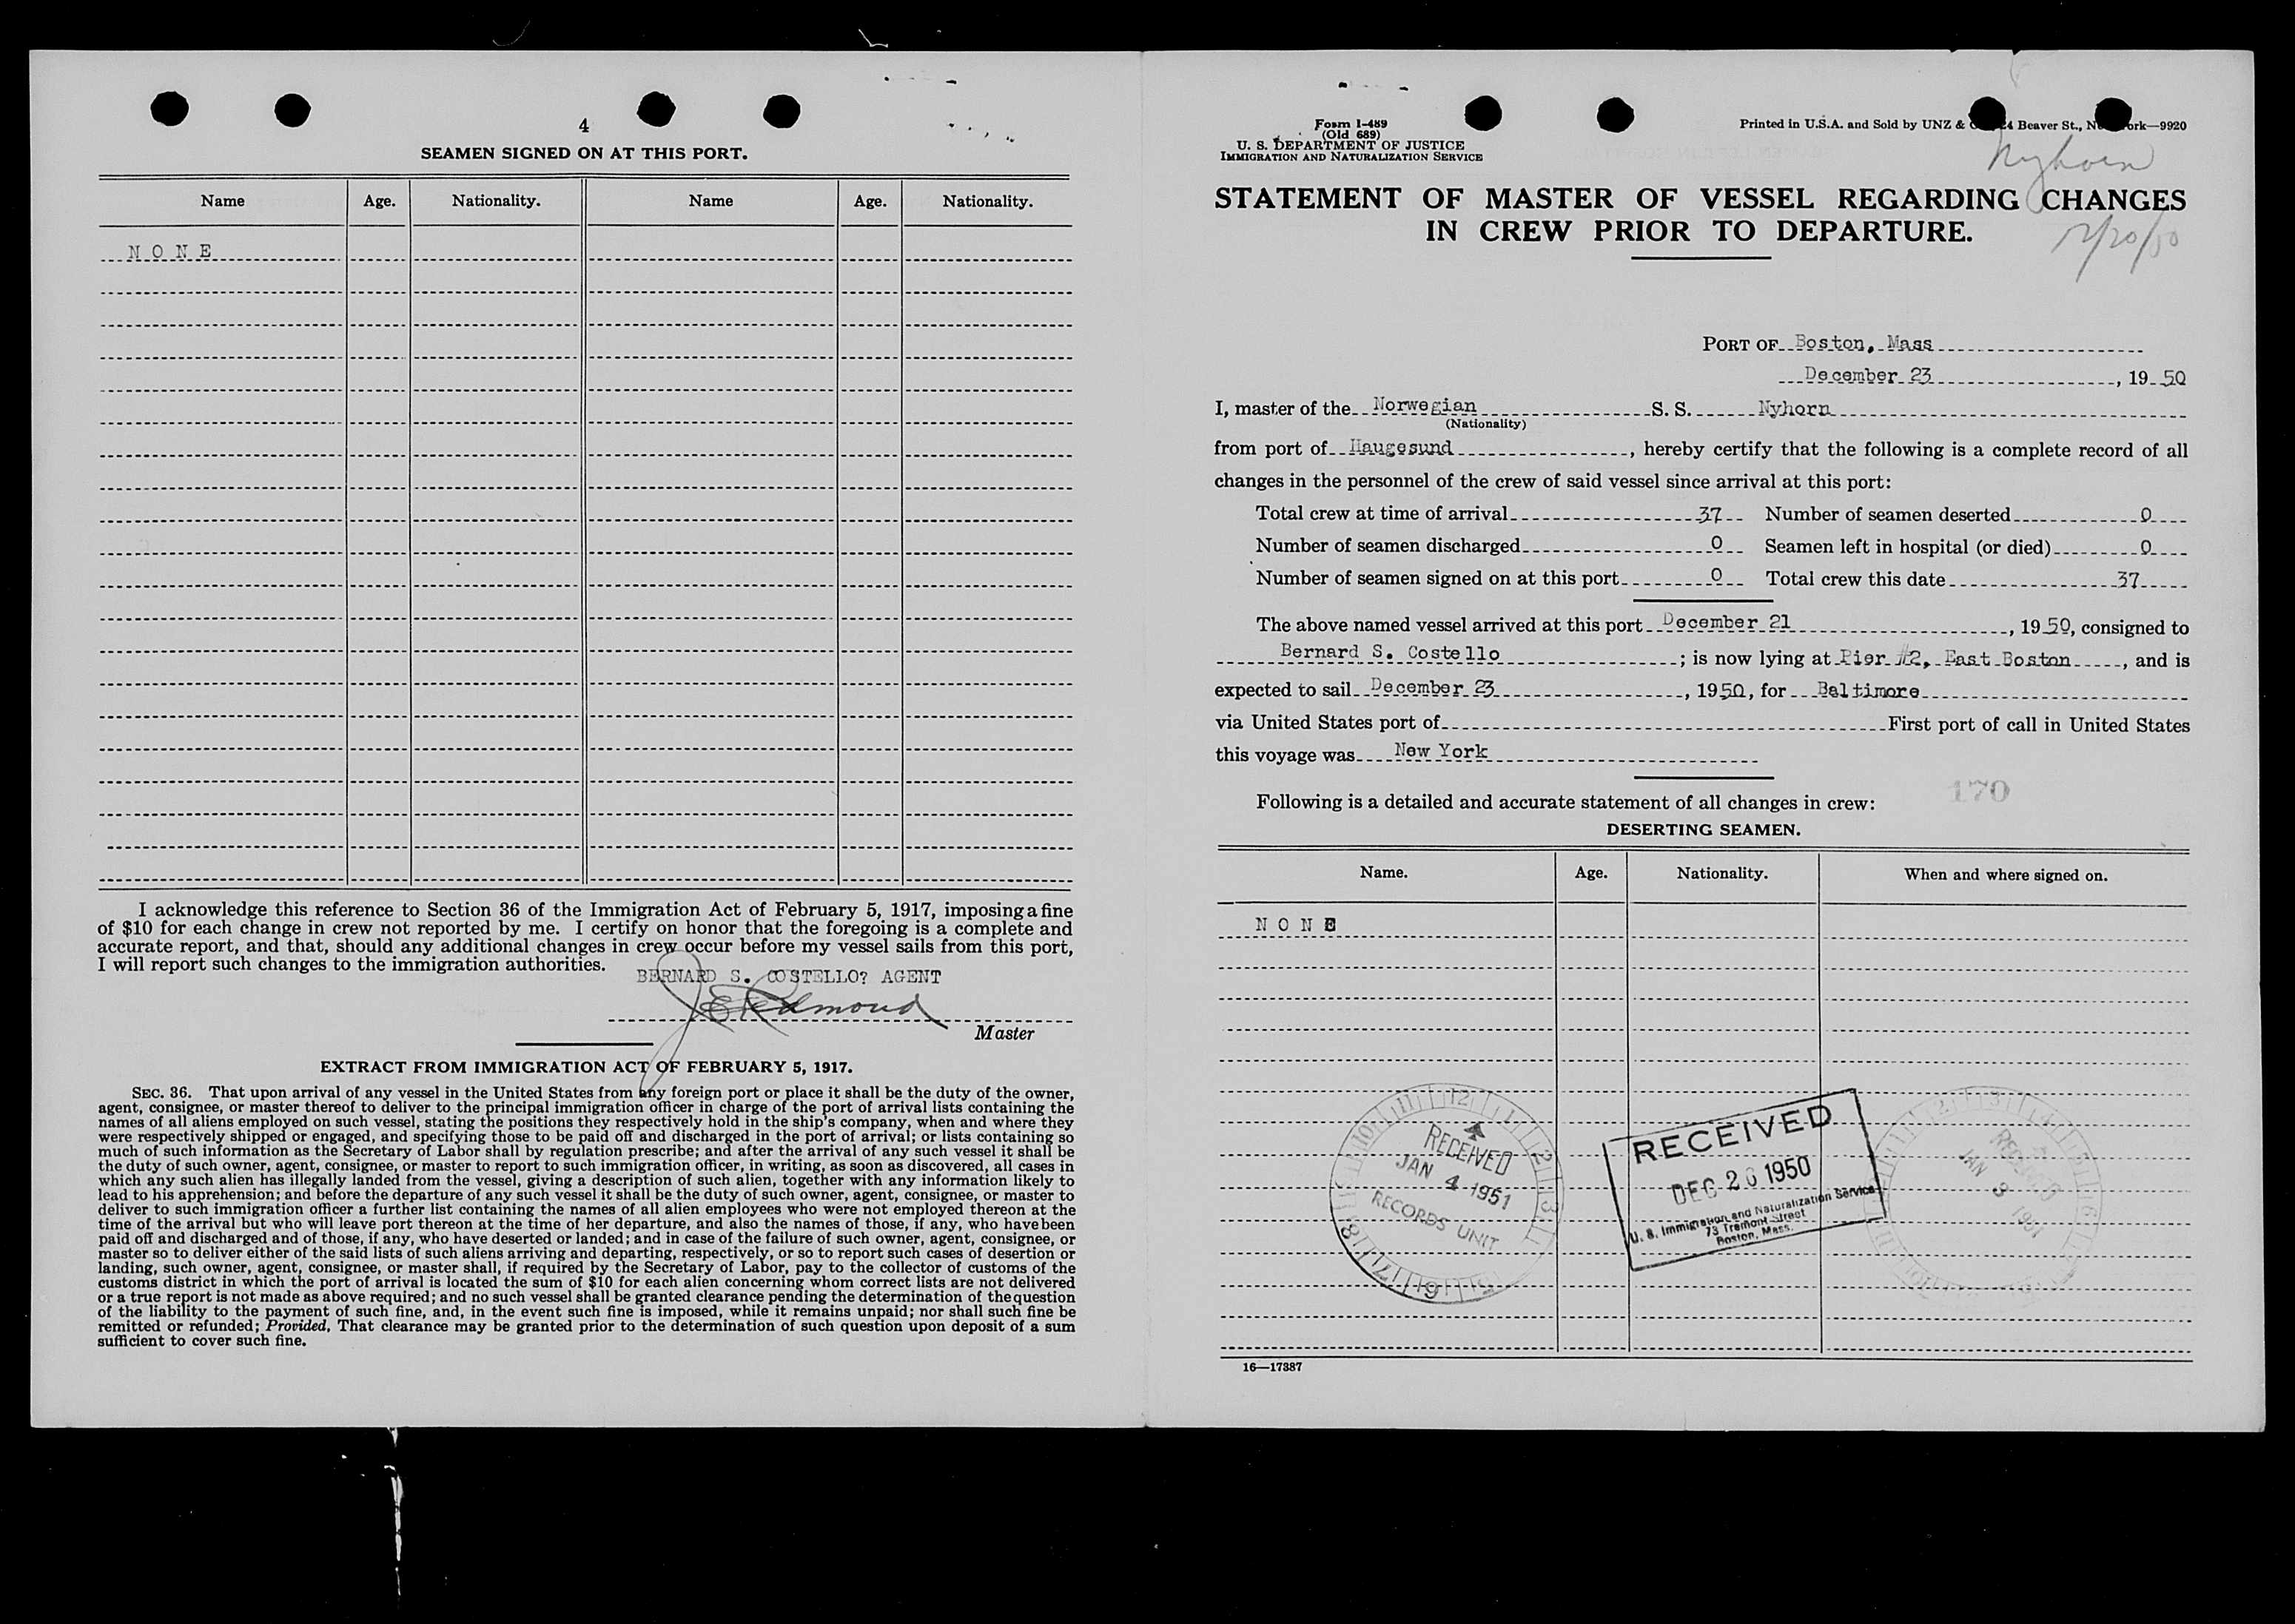 4
SEAMEN SIGNED ON AT THIS PORT.
Name Age. Nationality. Name Age. Nationality.
NONE
I acknowledge this reference to Section 36 of the Immigration Act of February 5, 1917, imposing a fine
of $10 for each change in crew not reported by me. I certify on honor that the foregoing is a complete and
accurate report, and that, should any additional changes in crew occur before my vessel sails from this port,
I will report such changes to the immigration authorities.
BERNARD S. COSTELLO? AGENT
J E Redmond
Master
EXTRACT FROM IMMIGRATION ACT OF FEBRUARY 5, 1917.
SEC. 36. That upon arrival of any vessel in the United States from any foreign port or place it shall be the duty of the owner,
agent, consignee, or master thereof to deliver to the principal immigration officer in charge of the port of arrival lists containing the
names of all aliens employed on such vessel, stating the positions they respectively hold in the ship's company, when and where they
were respectively shipped or engaged, and specifying those to be paid off and discharged in the port of arrival; or lists containing so
much of such information as the Secretary of Labor shall by regulation prescribe; and after the arrival of any such vessel it shall be
the duty of such owner, agent, consignee, or master to report to such immigration officer, in writing, as soon as discovered, all cases in
which any such alien has illegally landed from the vessel, giving a description of such alien, together with any information likely to
lead to his apprehension; and before the departure of any such vessel it shall be the duty of such owner, agent, consignee, or master to
deliver to such immigration officer a further list containing the names of all alien employees who were not employed thereon at the
time of the arrival but who will leave port thereon at the time of her departure, and also the names of those, if any, who have been
paid off and discharged and of those, if any, who have deserted or landed; and in case of the failure of such owner, agent, consignee, or
master so to deliver either of the said lists of such aliens arriving and departing, respectively, or so to report such cases of desertion or
landing, such owner, agent, consignee, or master shall, if required by the Secretary of Labor, pay to the collector of customs of the
customs district in which the port of arrival is located the sum of $10 for each alien concerning whom correct lists are not delivered
or a true report is not made as above required; and no such vessel shall be granted clearance pending the determination of the question
of the liability to the payment of such fine, and, in the event such fine is imposed, while it remains unpaid; nor shall such fine be
remitted or refunded; Provided, That clearance may be granted prior to the determination of such question upon deposit of a sum
sufficient to cover such fine.
Form I-489
(Old 689)
U. S. DEPARTMENT OF JUSTICE
IMMIGRATION AND NATURALIZATION SERVICE
Printed in U.S.A. and Sold by UNZ & Beaver St., 9920
Nyhorn
STATEMENT OF MASTER OF VESSEL REGARDING CHANGES
IN CREW PRIOR TO DEPARTURE.
12/20/50
PORT OF Boston, Mass
December 23, 19 50
I, master of the Norwegian S. S. Nyhorn
(Nationality)
from port of Haugesund, hereby certify that the following is a complete record of all
changes in the personnel of the crew of said vessel since arrival at this port:
Total crew at time of arrival 37 Number of seamen deserted 0
Number of seamen discharged 0 Seamen left in hospital (or died) 0
Number of seamen signed on at this port 0 Total crew this date 37
The above named vessel arrived at this port December 21, 19 50, consigned to
Bernard S. Costello; is now lying at Pier #2, East Boston, and is
expected to sail December 23, 19 50, for Baltimore
via United States port of First port of call in United States
this voyage was New York
170
Following is a detailed and accurate statement of all changes in crew:
DESERTING SEAMEN.
Name. Age. Nationality. When and where signed on.
NONE
RECEIVED
JAN 4 1951
RECORDS UNIT
RECEIVED
DEC 26 1950
U. S. Immigration and Naturalization Service
73 Tremont Street
Boston, Mass.
RECEIVED
JAN 9 1951
16—17387